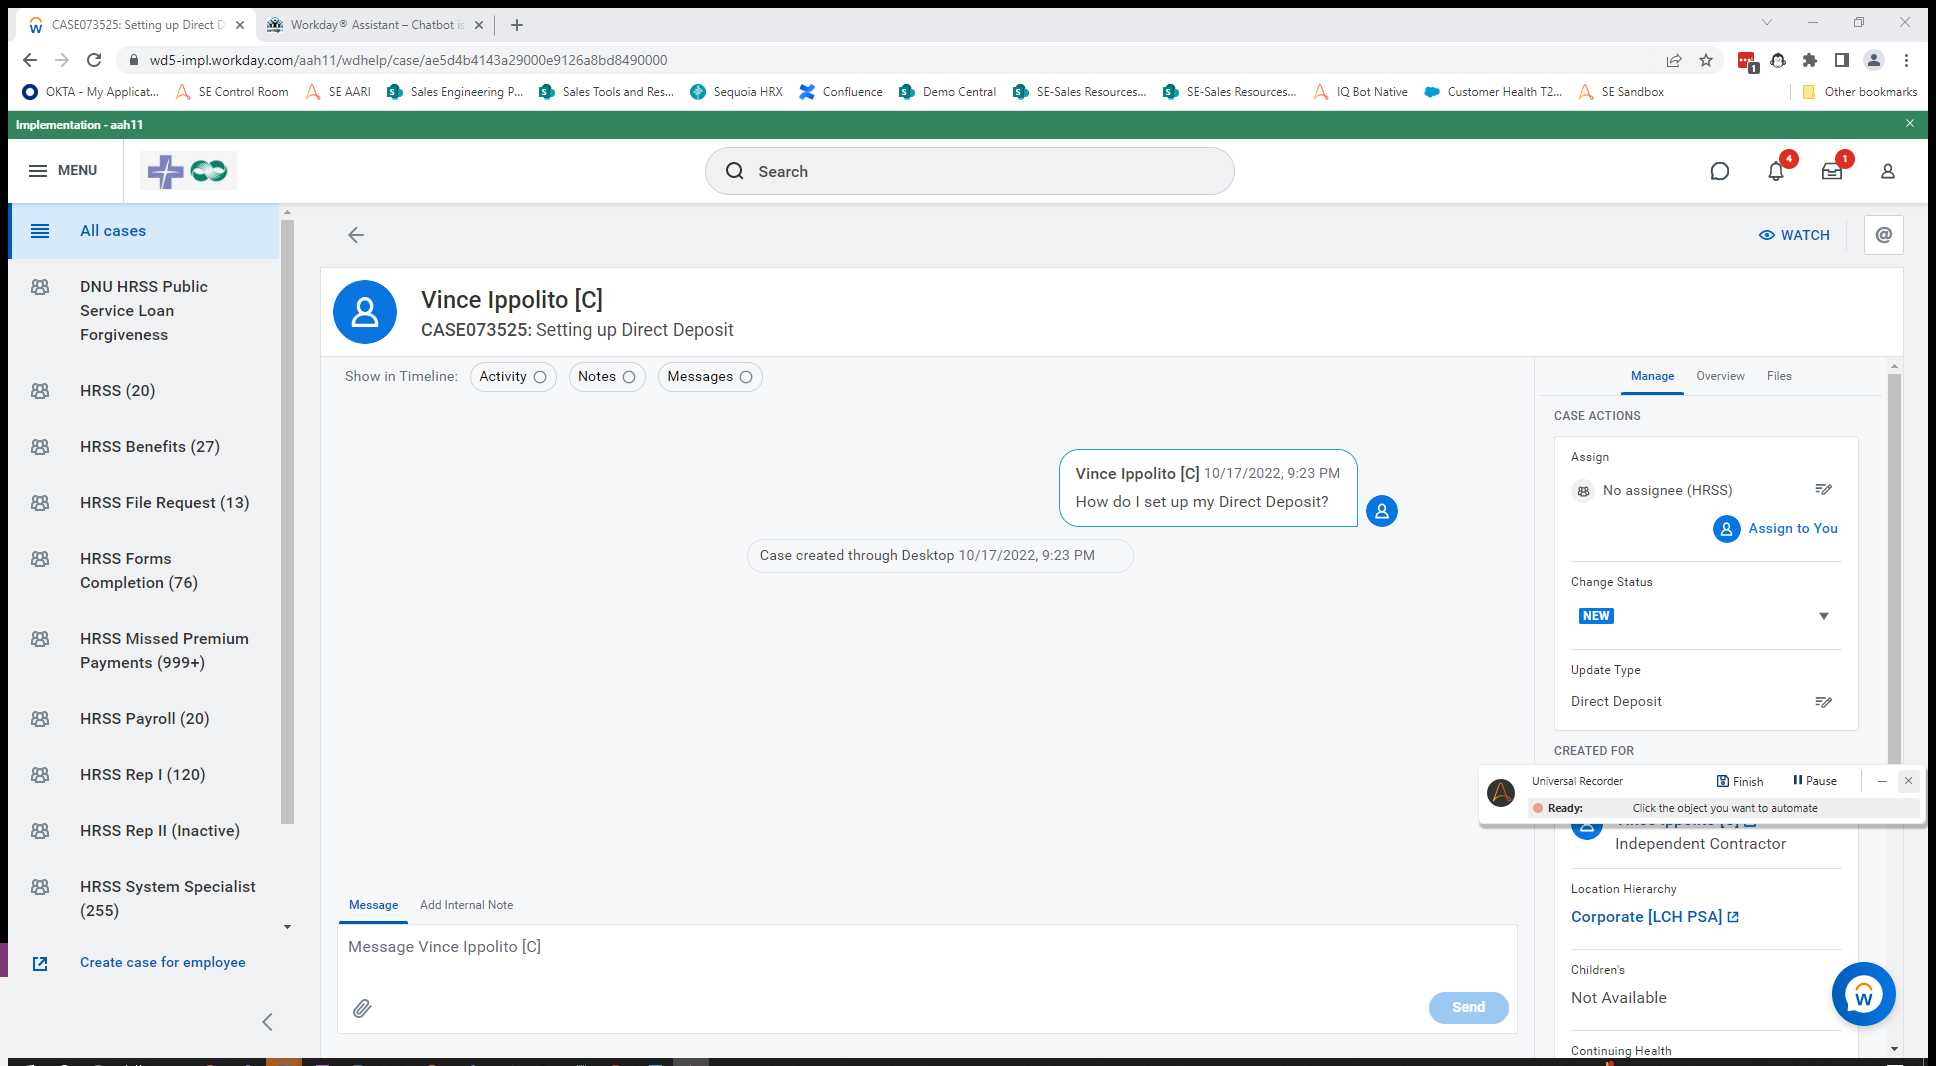 CASE073525: Setting up Direct D
Workday® Assistant – Chatbot is
wd5-impl.workday.com/aah11/wdhelp/case/ae5d4b4143a29000e9126a8bd8490000
1
OKTA - My Applicat...
SE Control Room
SE AARI
Sales Engineering P...
Sales Tools and Res...
Sequoia HRX
Confluence
Demo Central
SE-Sales Resources...
SE-Sales Resources...
IQ Bot Native
Customer Health T2...
SE Sandbox
Other bookmarks
Implementation - aah11
MENU
Search
4
1
All cases
DNU HRSS Public
Service Loan
Forgiveness
HRSS (20)
HRSS Benefits (27)
HRSS File Request (13)
HRSS Forms
Completion (76)
HRSS Missed Premium
Payments (999+)
HRSS Payroll (20)
HRSS Rep I (120)
HRSS Rep II (Inactive)
HRSS System Specialist
(255)
Create case for employee
WATCH
@
Vince Ippolito [C]
CASE073525: Setting up Direct Deposit
Show in Timeline:
Activity
Notes
Messages
Vince Ippolito [C] 10/17/2022, 9:23 PM
How do I set up my Direct Deposit?
Case created through Desktop 10/17/2022, 9:23 PM
Message
Add Internal Note
Message Vince Ippolito [C]
Send
Manage
Overview
Files
CASE ACTIONS
Assign
No assignee (HRSS)
Assign to You
Change Status
NEW
Update Type
Direct Deposit
CREATED FOR
Universal Recorder
Finish
Pause
Ready:
Click the object you want to automate
Independent Contractor
Location Hierarchy
Corporate [LCH PSA]
Children's
Not Available
Continuing Health